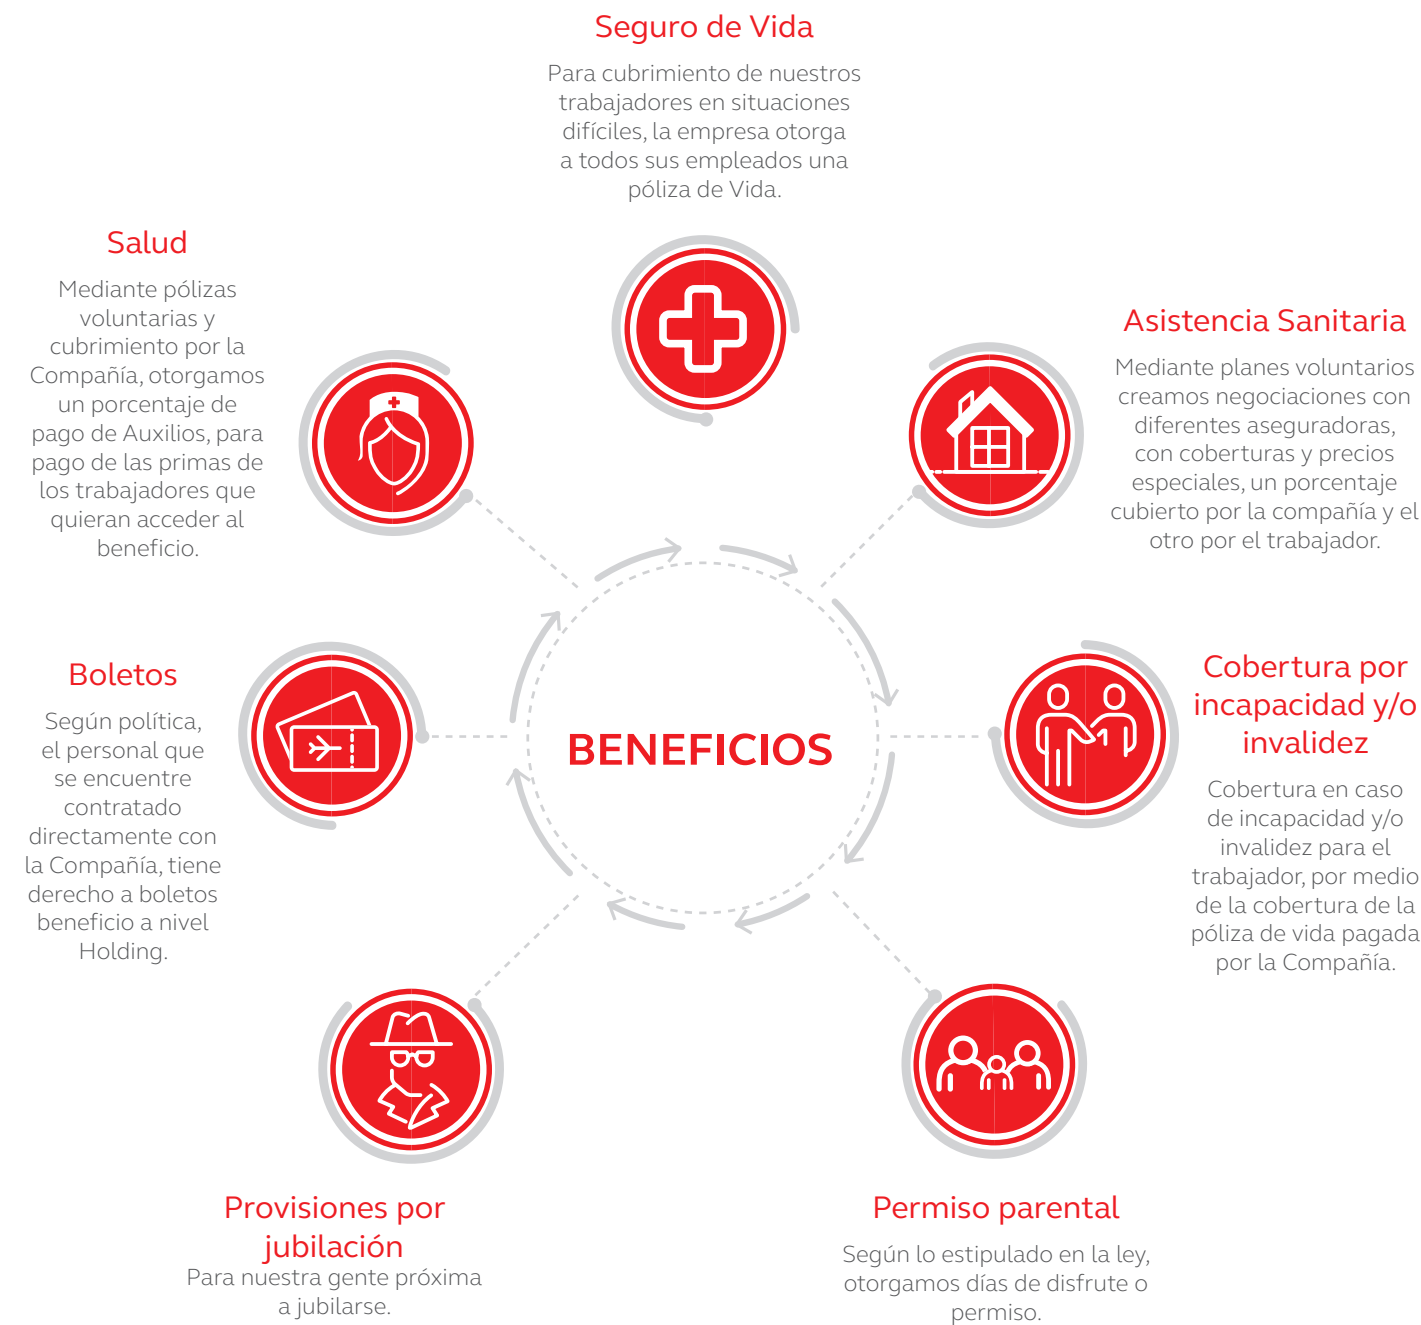 Seguro de Vida
Para cubrimiento de nuestros
trabajadores en situaciones
difíciles, la empresa otorga
a todos sus empleados una
póliza de Vida.
Salud
Mediante pólizas
voluntarias y
cubrimiento por la
Compañía, otorgamos
un porcentaje de
pago de Auxilios, para
pago de las primas de
los trabajadores que
quieran acceder al
beneficio.
Asistencia Sanitaria
Mediante planes voluntarios
creamos negociaciones con
diferentes aseguradoras,
con coberturas y precios
especiales, un porcentaje
cubierto por la compañía y el
otro por el trabajador.
Boletos
Según política,
el personal que
se encuentre
contratado
directamente con
la Compañía, tiene
derecho a boletos
beneficio a nivel
Holding.
BENEFICIOS
Cobertura por
incapacidad y/o
invalidez
Cobertura en caso
de incapacidad y/o
invalidez para el
trabajador, por medio
de la cobertura de la
póliza de vida pagada
por la Compañía.
Provisiones por
jubilación
Para nuestra gente próxima
a jubilarse.
Permiso parental
Según lo estipulado en la ley,
otorgamos días de disfrute o
permiso.